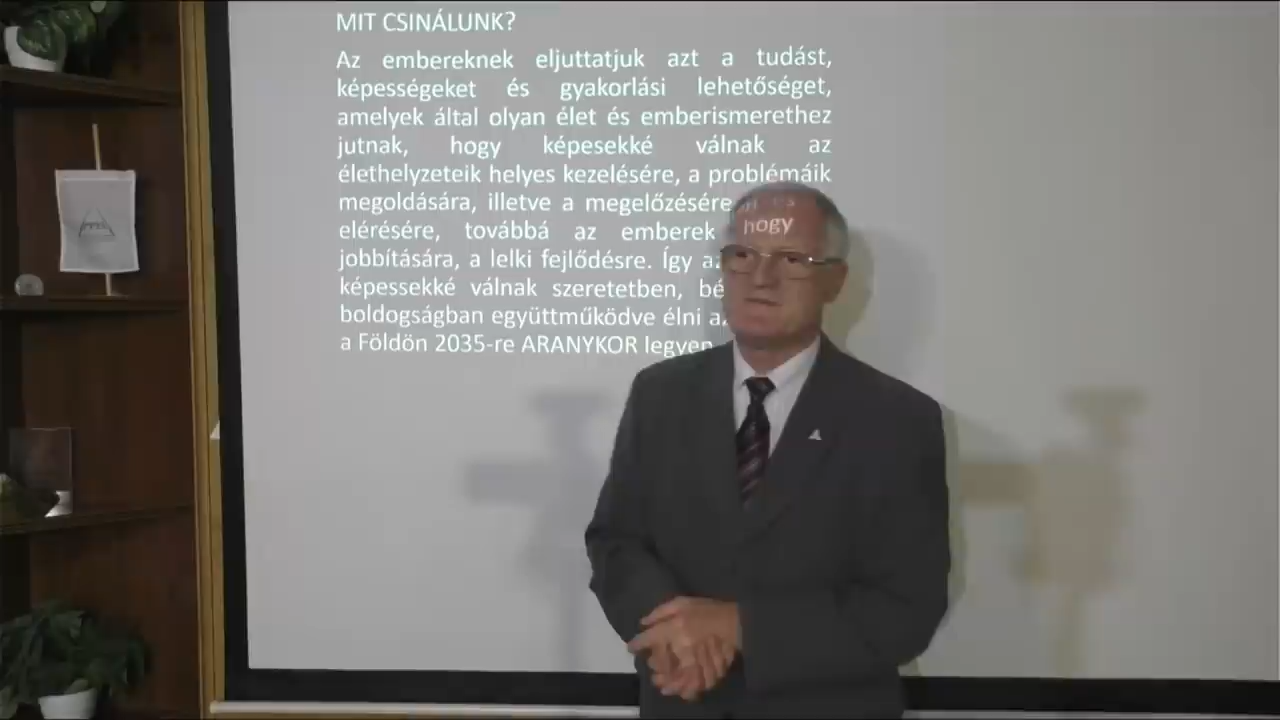 MIT CSINÁLUNK?
Az embereknek eljuttatjuk azt a tudást,
képességeket és gyakorlási lehetőséget,
amelyek által olyan élet és emberismerethez
jutnak, hogy képesekké válnak az
élethelyzeteik helyes kezelésére, a problémáik
megoldására, illetve a megelőzésére
elérésére, továbbá az emberek hogy
jobbítására, a lelki fejlődésre. Így
képessekké válnak szeretetben,
boldogságban együttműködve élni
a Földön 2035-re ARANYKOR legyen